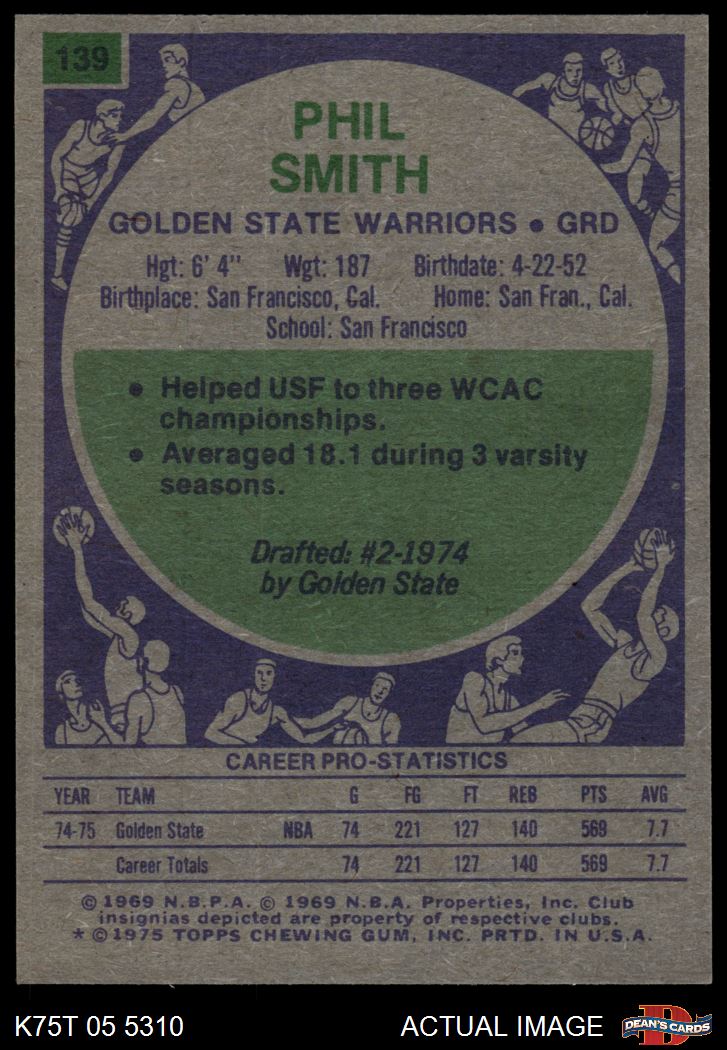 139
PHIL
SMITH
GOLDEN STATE WARRIORS • GRD
Hgt: 6' 4" Wgt: 187 Birthdate: 4-22-52
Birthplace: San Francisco, Cal. Home: San Fran., Cal.
School: San Francisco
• Helped USF to three WCAC
championships.
• Averaged 18.1 during 3 varsity
seasons.
Drafted: #2-1974
by Golden State
CAREER PRO-STATISTICS
YEAR TEAM G FG FT REB PTS AVG
74-75 Golden State NBA 74 221 127 140 569 7.7
Career Totals 74 221 127 140 569 7.7
© 1969 N.B.P.A. © 1969 N.B.A. Properties, Inc. Club
insignias depicted are property of respective clubs.
* © 1975 TOPPS CHEWING GUM, INC. PRTD. IN U.S.A.
K75T 05 5310 ACTUAL IMAGE D DEAN'S CARDS